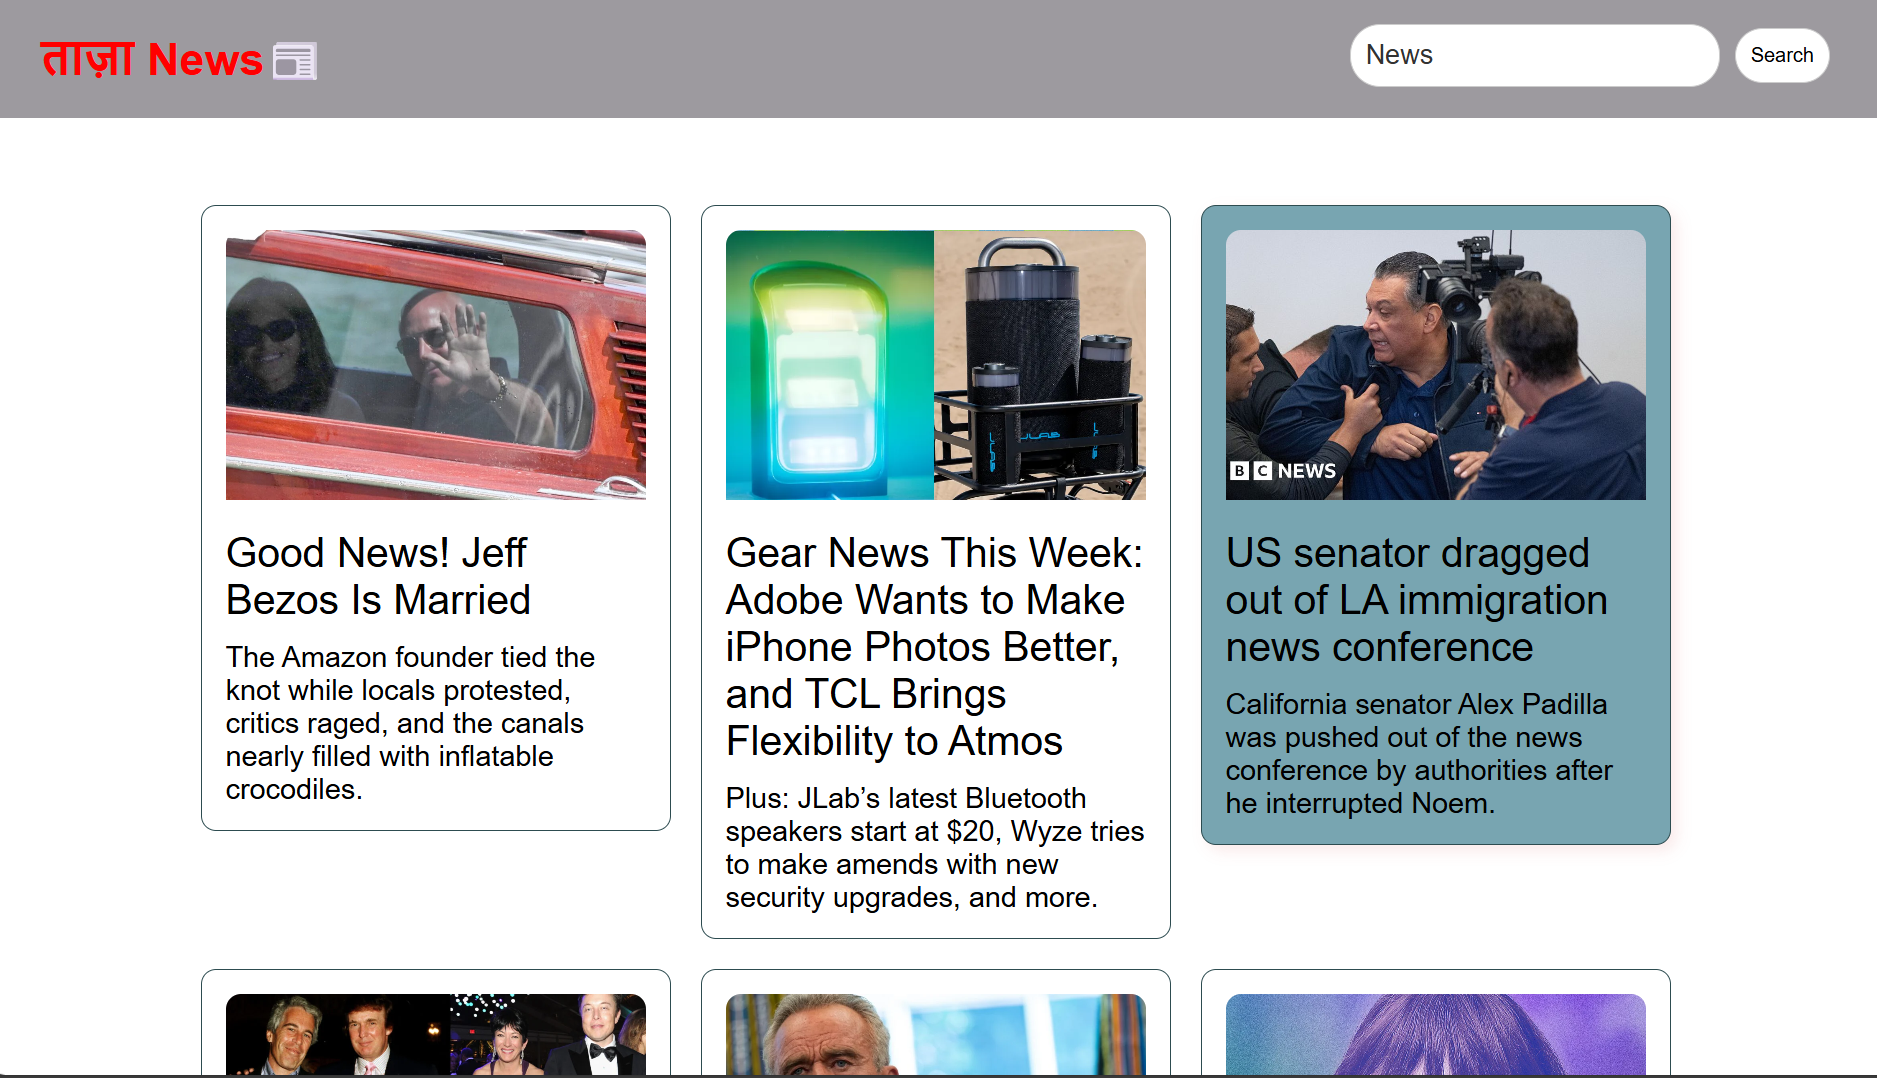 ताज़ा News
News
Search
BBC NEWS
JLAB
JLAB
JLAB
Good News! Jeff
Bezos Is Married
The Amazon founder tied the
knot while locals protested,
critics raged, and the canals
nearly filled with inflatable
crocodiles.
Gear News This Week:
Adobe Wants to Make
iPhone Photos Better,
and TCL Brings
Flexibility to Atmos
Plus: JLab’s latest Bluetooth
speakers start at $20, Wyze tries
to make amends with new
security upgrades, and more.
US senator dragged
out of LA immigration
news conference
California senator Alex Padilla
was pushed out of the news
conference by authorities after
he interrupted Noem.